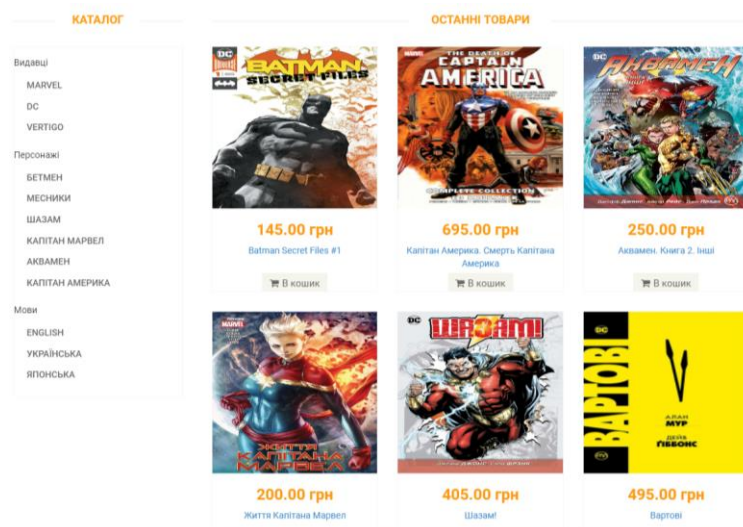 КАТАЛОГ
Видавці
MARVEL
DC
VERTIGO
Персонажі
БЕТМЕН
МЕСНИКИ
ШАЗАМ
КАПІТАН МАРВЕЛ
АКВАМЕН
КАПІТАН АМЕРИКА
Мови
ENGLISH
УКРАЇНСЬКА
ЯПОНСЬКА
ОСТАННІ ТОВАРИ
DC
UNIVERSE
BATMAN
SECRET FILES
145.00 грн
Batman Secret Files #1
В кошик
MARVEL
THE DEATH OF
CAPTAIN
AMERICA
COMPLETE COLLECTION
695.00 грн
Капітан Америка. Смерть Капітана
Америка
В кошик
DC
АКВАМЕН
250.00 грн
Аквамен. Книга 2. Інші
В кошик
MARVEL
ЖИТТЯ
КАПІТАНА
МАРВЕЛ
200.00 грн
Життя Капітана Марвел
DC
ШАЗАМ!
405.00 грн
Шазам!
DC
ВАРТОВІ
АЛАН
МУР
ДЕЙВ
ҐІББОНС
495.00 грн
Вартові